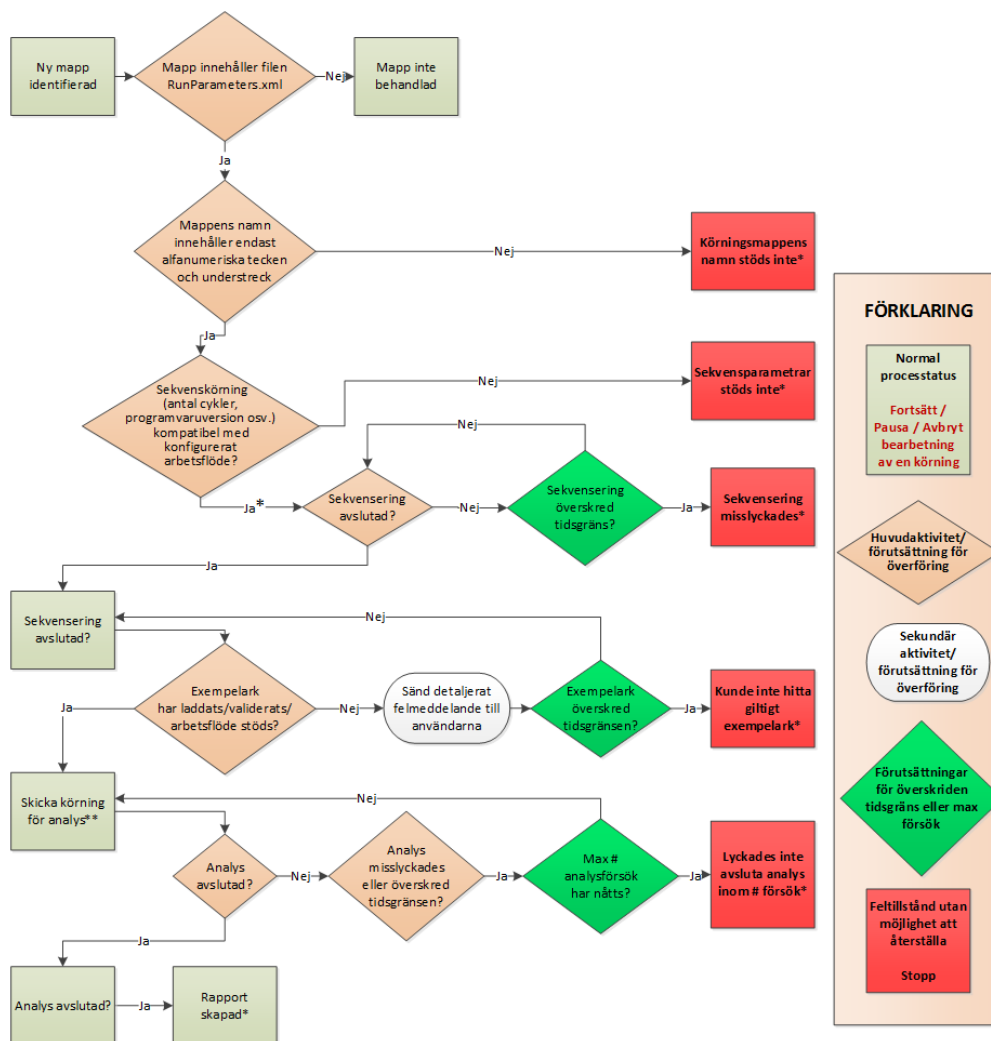 Ny mapp
identifierad
Mapp innehåller filen
RunParameters.xml
Nej
Mapp inte
behandlad
Ja
Mappens namn
innehåller endast
alfanumeriska tecken
och understreck
Nej
Körningsmappens
namn stöds inte*
Ja
Sekvenskörning
(antal cykler,
programvaruversion osv.)
kompatibel med
konfigurerat
arbetsflöde?
Nej
Sekvensparametrar
stöds inte*
Nej
Ja*
Sekvensering
avslutad?
Nej
Sekvensering
överskred
tidsgräns?
Ja
Sekvensering
misslyckades*
Ja
Sekvensering
avslutad?
Nej
Ja
Exempelark
har laddats/validerats/
arbetsflöde stöds?
Nej
Sänd detaljerat
felmeddelande till
användarna
Exempelark
överskred
tidsgränsen?
Ja
Kunde inte hitta
giltigt
exempelark*
Skicka körning
för analys**
Nej
Analys
avslutad?
Nej
Analys
misslyckades
eller överskred
tidsgränsen?
Ja
Max #
analysförsök
har nåtts?
Ja
Lyckades inte
avsluta analys
inom # försök*
Ja
Analys avslutad?
Ja
Rapport
skapad*
FÖRKLARING
Normal
processtatus
Fortsätt /
Pausa / Avbryt
bearbetning
av en körning
Huvudaktivitet/
förutsättning för
överföring
Sekundär
aktivitet/
förutsättning för
överföring
Förutsättningar
för överskriden
tidsgräns eller max
försök
Feltillstånd utan
möjlighet att
återställa
Stopp